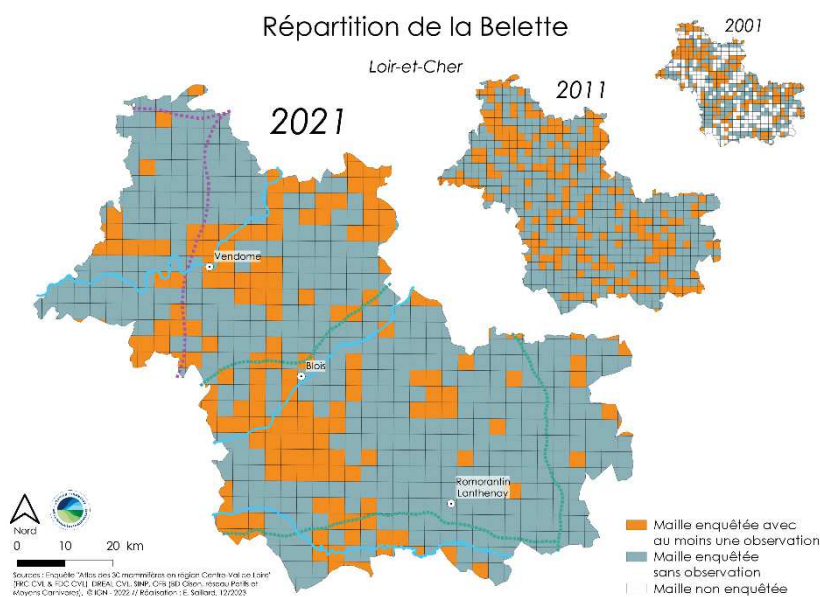 Répartition de la Belette
Loir-et-Cher
2001
2011
2021
Vendome
Blois
Romorantin
Lanthenay
Nord
0 10 20 km
Maille enquêtée avec
au moins une observation
Maille enquêtée
sans observation
Maille non enquêtée
Sources : Enquête "Atlas des 30 mammifères en région Centre-Val de Loire"
(FRC CVL & FDC CVL) DREAL CVL, SINP, OFB (BD Oison, réseau Petits et
Moyens Carnivores), © IGN - 2022 // Réalisation : E. Saillard, 12/2023